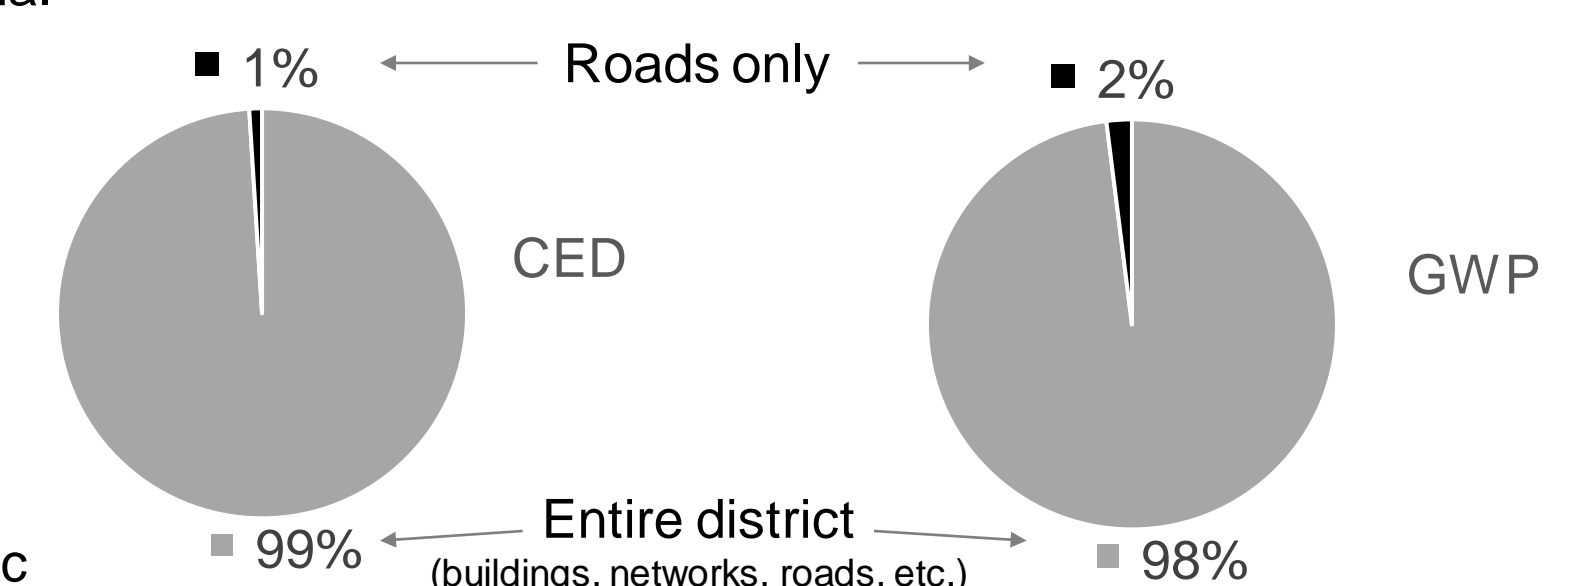 1%
Roads only
2%
CED
GWP
Entire district
99%
(buildings, networks, roads, etc.)
98%
c